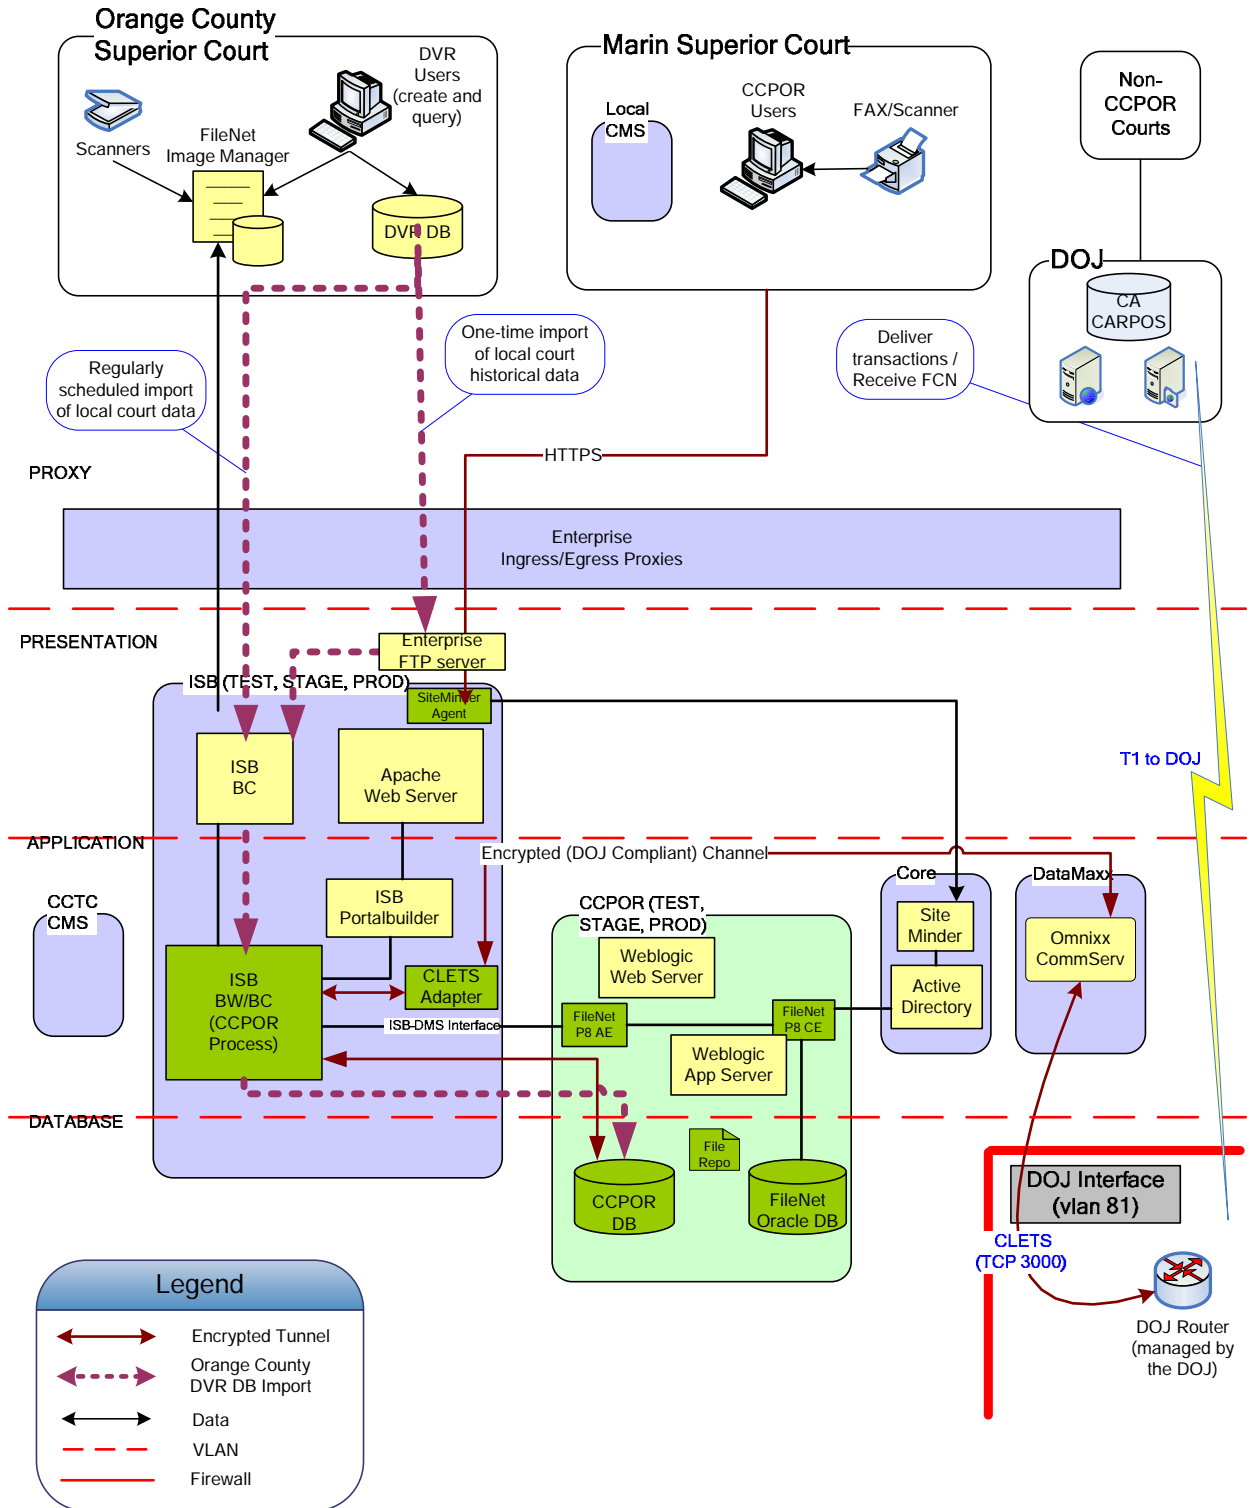 Orange County
Superior Court
DVR
Users
(create and
query)
Scanners
FileNet
Image Manager
DVR DB
Marin Superior Court
Local
CMS
CCPOR
Users
FAX/Scanner
Non-
CCPOR
Courts
DOJ
CA
CARPOS
Regularly
scheduled import
of local court data
One-time import
of local court
historical data
Deliver
transactions /
Receive FCN
HTTPS
PROXY
Enterprise
Ingress/Egress Proxies
PRESENTATION
Enterprise
FTP server
ISB (TEST, STAGE, PROD)
SiteMinder
Agent
ISB
BC
Apache
Web Server
T1 to DOJ
APPLICATION
Encrypted (DOJ Compliant) Channel
CCTC
CMS
ISB
Portalbuilder
CCPOR (TEST,
STAGE, PROD)
Core
DataMaxx
Site
Minder
Omnixx
CommServ
Weblogic
Web Server
ISB
BW/BC
(CCPOR
Process)
CLETS
Adapter
Active
Directory
ISB-DMS Interface
FileNet
P8 AE
FileNet
P8 CE
Weblogic
App Server
DATABASE
File
Repo
CCPOR
DB
FileNet
Oracle DB
DOJ Interface
(vlan 81)
CLETS
(TCP 3000)
DOJ Router
(managed by
the DOJ)
Legend
Encrypted Tunnel
Orange County
DVR DB Import
Data
VLAN
Firewall